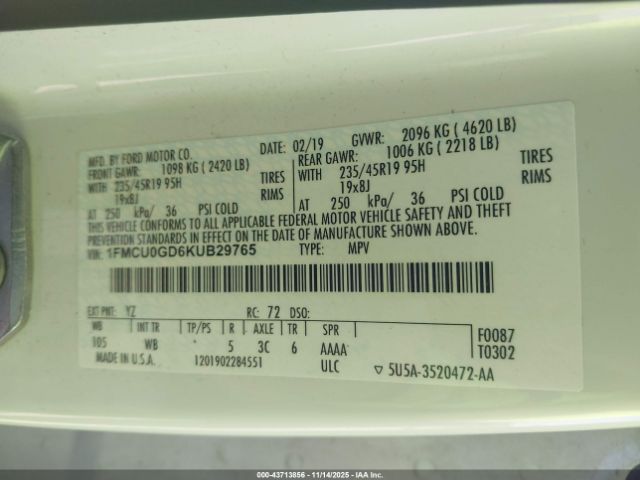 MFD. BY FORD MOTOR CO. DATE: 02/19 GVWR: 2096 KG ( 4620 LB)
FRONT GAWR: 1098 KG ( 2420 LB) REAR GAWR: 1006 KG ( 2218 LB)
WITH 235/45R19 95H TIRES WITH 235/45R19 95H TIRES
19x8J RIMS 19x8J RIMS
AT 250 kPa/ 36 PSI COLD AT 250 kPa/ 36 PSI COLD
THIS VEHICLE CONFORMS TO ALL APPLICABLE FEDERAL MOTOR VEHICLE SAFETY AND THEFT
PREVENTION STANDARDS IN EFFECT ON THE DATE OF MANUFACTURE SHOWN ABOVE.
VIN: 1FMCU0GD6KUB29765 TYPE: MPV
EXT PNT: YZ RC: 72 DSO:
WB INT TR TP/PS R AXLE TR SPR F0087
105 WB * 5 3C 6 AAAA T0302
MADE IN U.S.A. 1201902284551 ULC ▽ 5U5A-3520472-AA
000-43713856 | 11/14/2025 - IAA Inc.